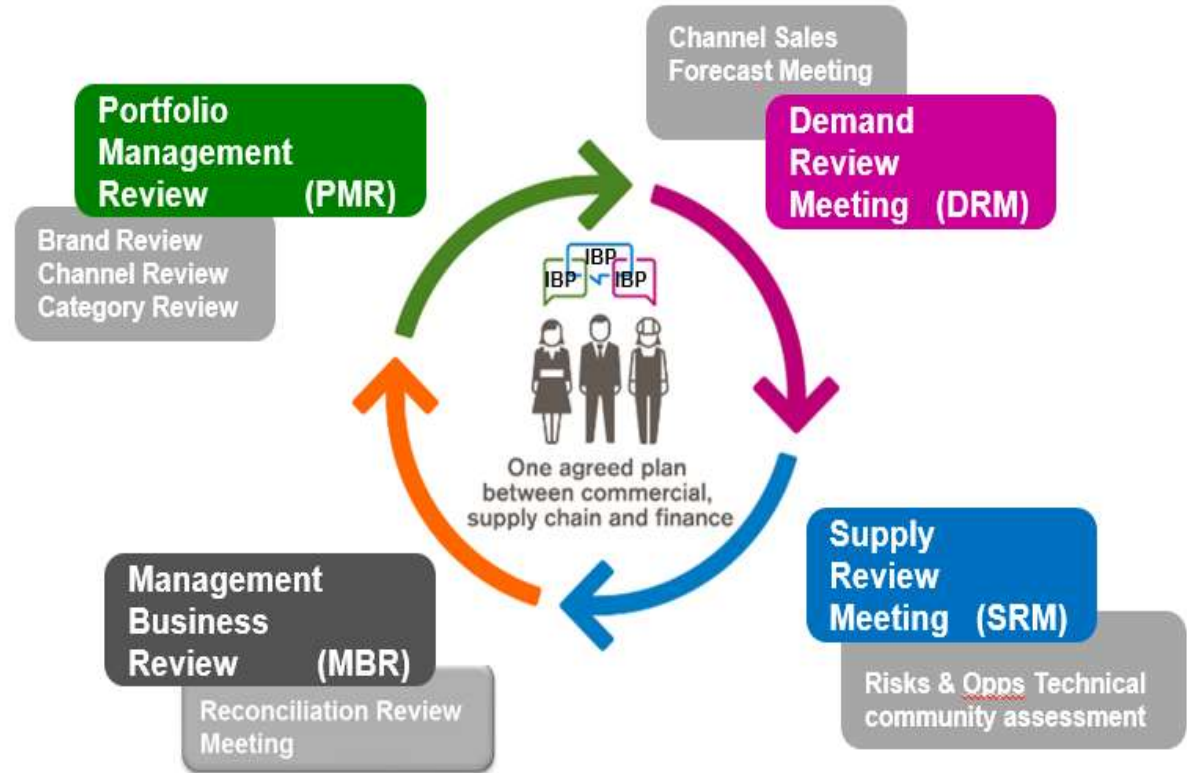 Channel Sales
Forecast Meeting
Portfolio
Management
Review (PMR)
Demand
Review
Meeting (DRM)
Brand Review
Channel Review
Category Review
IBP
IBP
IBP
One agreed plan
between commercial,
supply chain and finance
Supply
Review
Meeting (SRM)
Management
Business
Review (MBR)
Risks & Opps Technical
community assessment
Reconciliation Review
Meeting